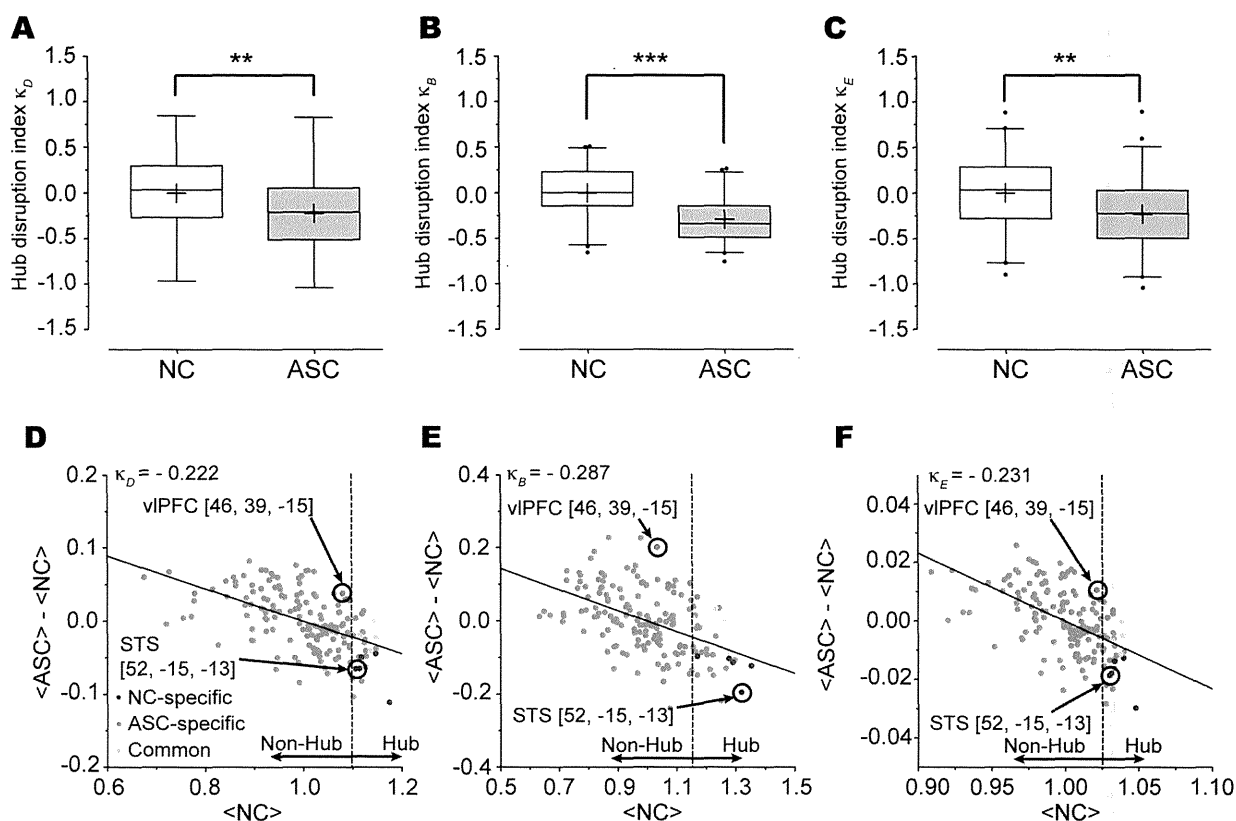 A
B
C
Hub disruption index κD
1.5
1.0
0.5
0.0
-0.5
-1.0
-1.5
**
NC
ASC
Hub disruption index κB
1.5
1.0
0.5
0.0
-0.5
-1.0
-1.5
***
NC
ASC
Hub disruption index κE
1.5
1.0
0.5
0.0
-0.5
-1.0
-1.5
**
NC
ASC
D
E
F
<ASC> - <NC>
0.2
0.1
0.0
-0.1
-0.2
κD = - 0.222
vlPFC [46, 39, -15]
STS
[52, -15, -13]
NC-specific
ASC-specific
Common
Non-Hub
Hub
0.6
0.8
1.0
1.2
<NC>
<ASC> - <NC>
0.4
0.2
0.0
-0.2
-0.4
κB = - 0.287
vlPFC [46, 39, -15]
STS [52, -15, -13]
Non-Hub
Hub
0.5
0.7
0.9
1.1
1.3
1.5
<NC>
<ASC> - <NC>
0.04
0.02
0.00
-0.02
-0.04
κE = - 0.231
vlPFC [46, 39, -15]
STS [52, -15, -13]
Non-Hub
Hub
0.90
0.95
1.00
1.05
1.10
<NC>